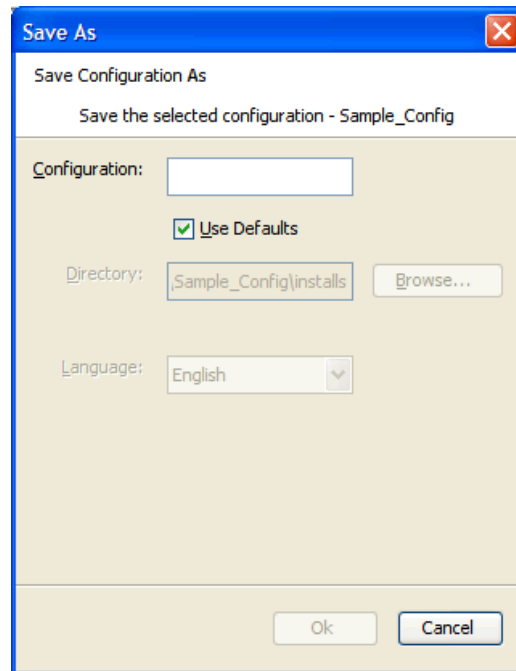 Save As
Save Configuration As
Save the selected configuration - Sample_Config
Configuration:
Use Defaults
Directory:
Sample_Config\installs
Browse...
Language:
English
Ok
Cancel